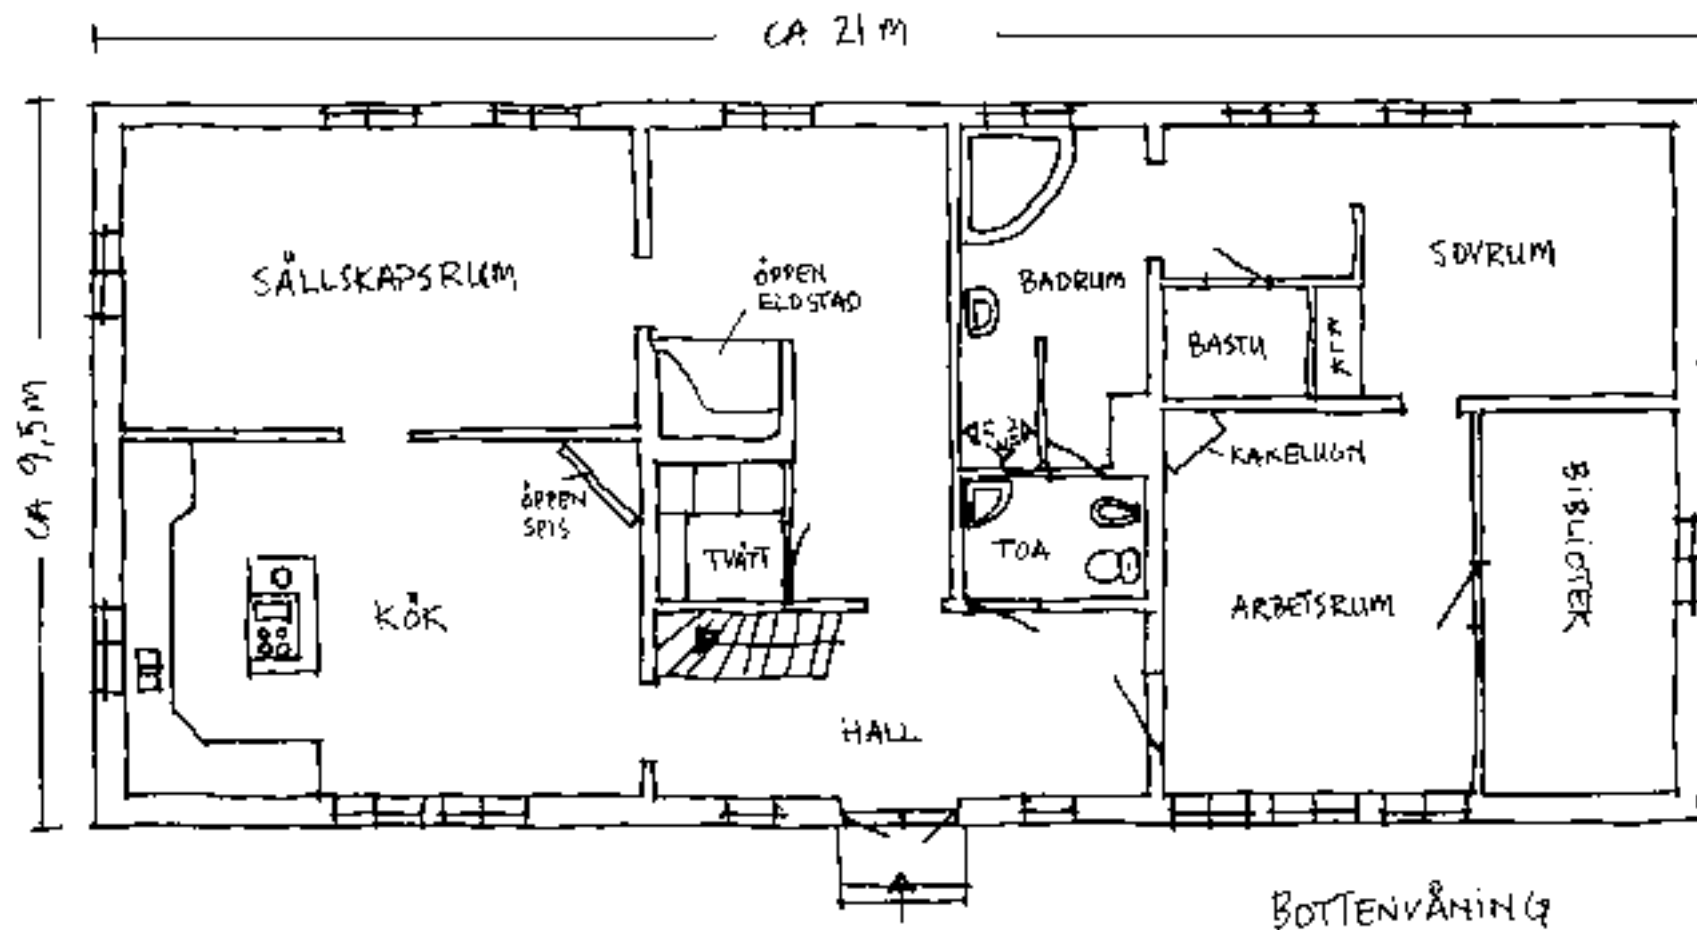 CA 21 M
CA 9,5 M
SÄLLSKAPSRUM
ÖPPEN
ELDSTAD
BADRUM
SOVRUM
BASTU
KLK
KAKELUGN
ÖPPEN
SPIS
TVÄTT
TOA
KÖK
ARBETSRUM
BIBLIOTEK
HALL
BOTTENVÅNING